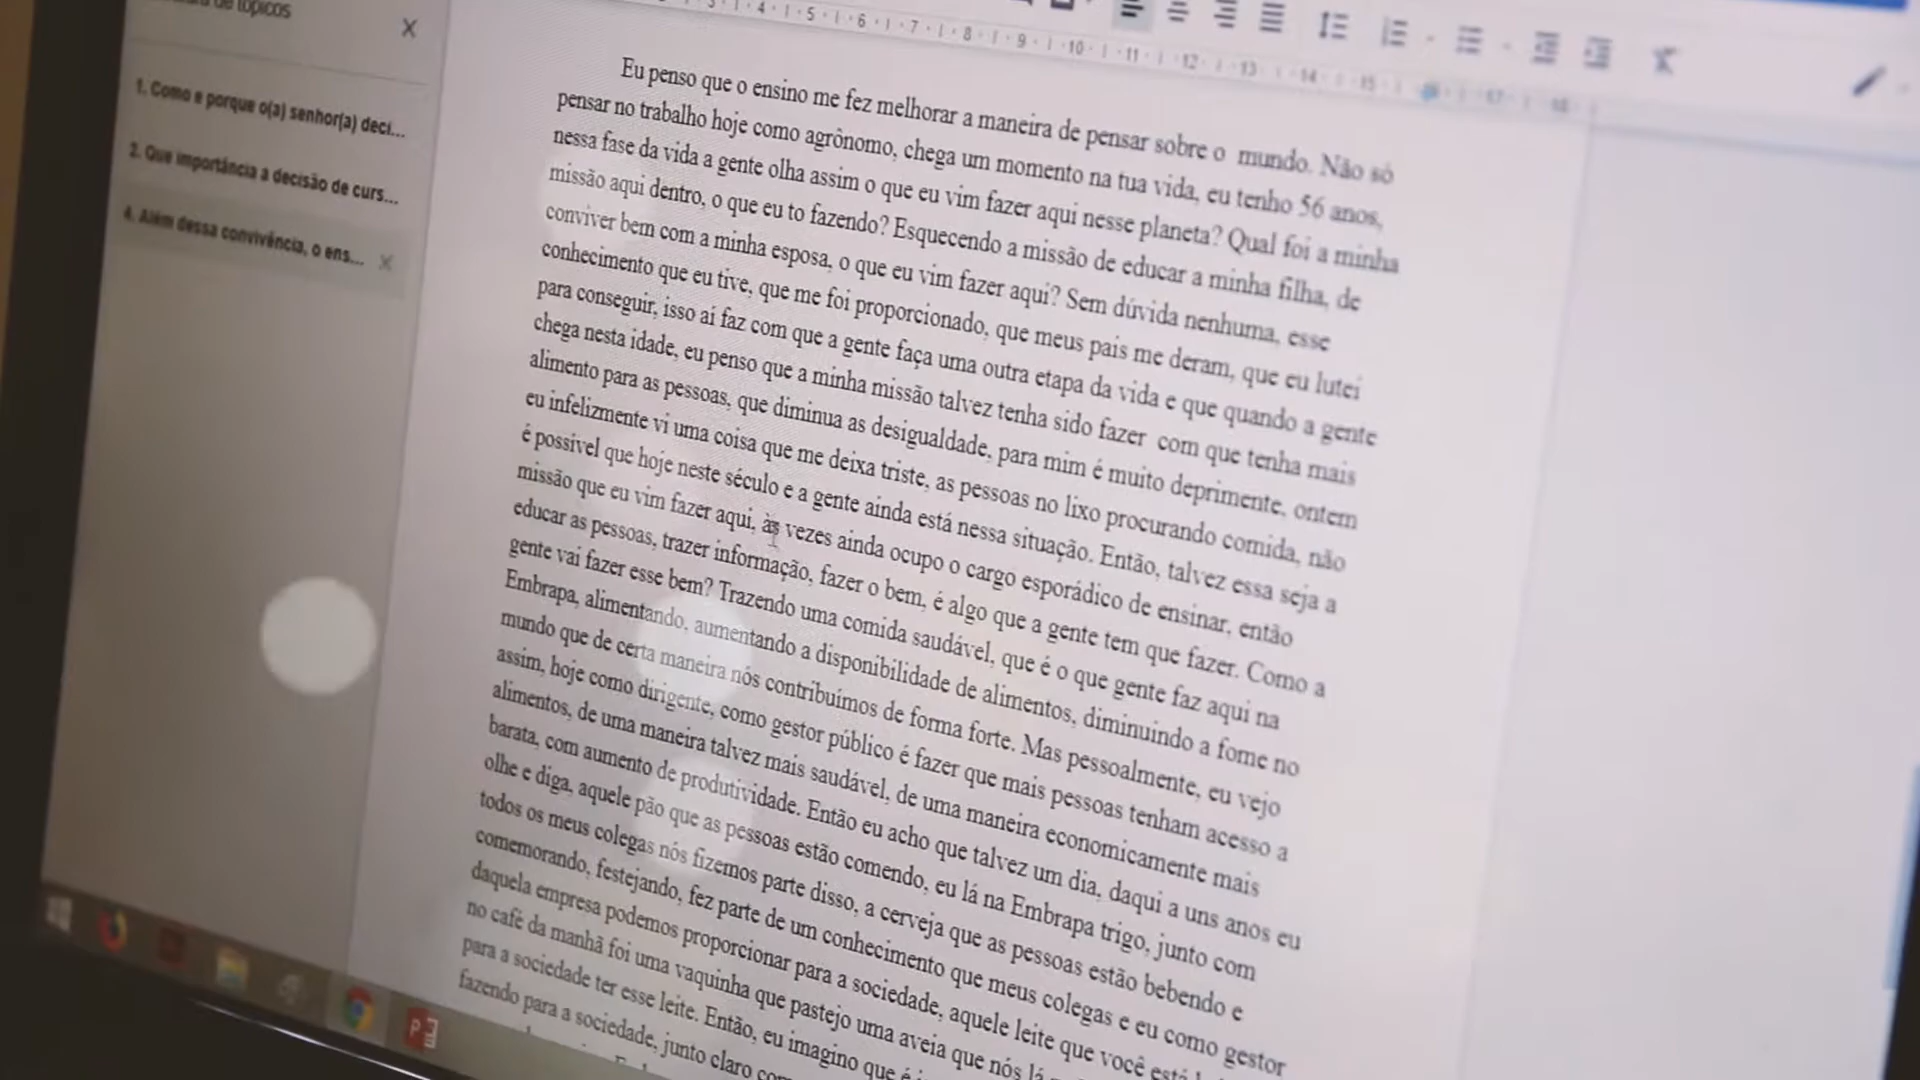 de tópicos
1. Como e porque o(a) senhor(a) deci...
2. Que importância a decisão de curs...
4. Além dessa convivência, o ens...
3 4 5 6 7 8 9 10 11 12 13 14 15 17
Eu penso que o ensino me fez melhorar a maneira de pensar sobre o mundo. Não só
pensar no trabalho hoje como agrônomo, chega um momento na tua vida, eu tenho 56 anos,
nessa fase da vida a gente olha assim o que eu vim fazer aqui nesse planeta? Qual foi a minha
missão aqui dentro, o que eu to fazendo? Esquecendo a missão de educar a minha filha, de
conviver bem com a minha esposa, o que eu vim fazer aqui? Sem dúvida nenhuma, esse
conhecimento que eu tive, que me foi proporcionado, que meus pais me deram, que eu lutei
para conseguir, isso aí faz com que a gente faça uma outra etapa da vida e que quando a gente
chega nesta idade, eu penso que a minha missão talvez tenha sido fazer com que tenha mais
alimento para as pessoas, que diminua as desigualdade, para mim é muito deprimente, ontem
eu infelizmente vi uma coisa que me deixa triste, as pessoas no lixo procurando comida, não
é possível que hoje neste século e a gente ainda está nessa situação. Então, talvez essa seja a
missão que eu vim fazer aqui, às vezes ainda ocupo o cargo esporádico de ensinar, então
educar as pessoas, trazer informação, fazer o bem, é algo que a gente tem que fazer. Como a
gente vai fazer esse bem? Trazendo uma comida saudável, que é o que gente faz aqui na
Embrapa, alimentando, aumentando a disponibilidade de alimentos, diminuindo a fome no
mundo que de certa maneira nós contribuímos de forma forte. Mas pessoalmente, eu vejo
assim, hoje como dirigente, como gestor público é fazer que mais pessoas tenham acesso a
alimentos, de uma maneira talvez mais saudável, de uma maneira economicamente mais
barata, com aumento de produtividade. Então eu acho que talvez um dia, daqui a uns anos eu
olhe e diga, aquele pão que as pessoas estão comendo, eu lá na Embrapa trigo, junto com
todos os meus colegas nós fizemos parte disso, a cerveja que as pessoas estão bebendo e
comemorando, festejando, fez parte de um conhecimento que meus colegas e eu como gestor
daquela empresa podemos proporcionar para a sociedade, aquele leite que você está
no café da manhã foi uma vaquinha que pastejo uma aveia que nós lá
para a sociedade ter esse leite. Então, eu imagino que é
fazendo para a sociedade, junto claro